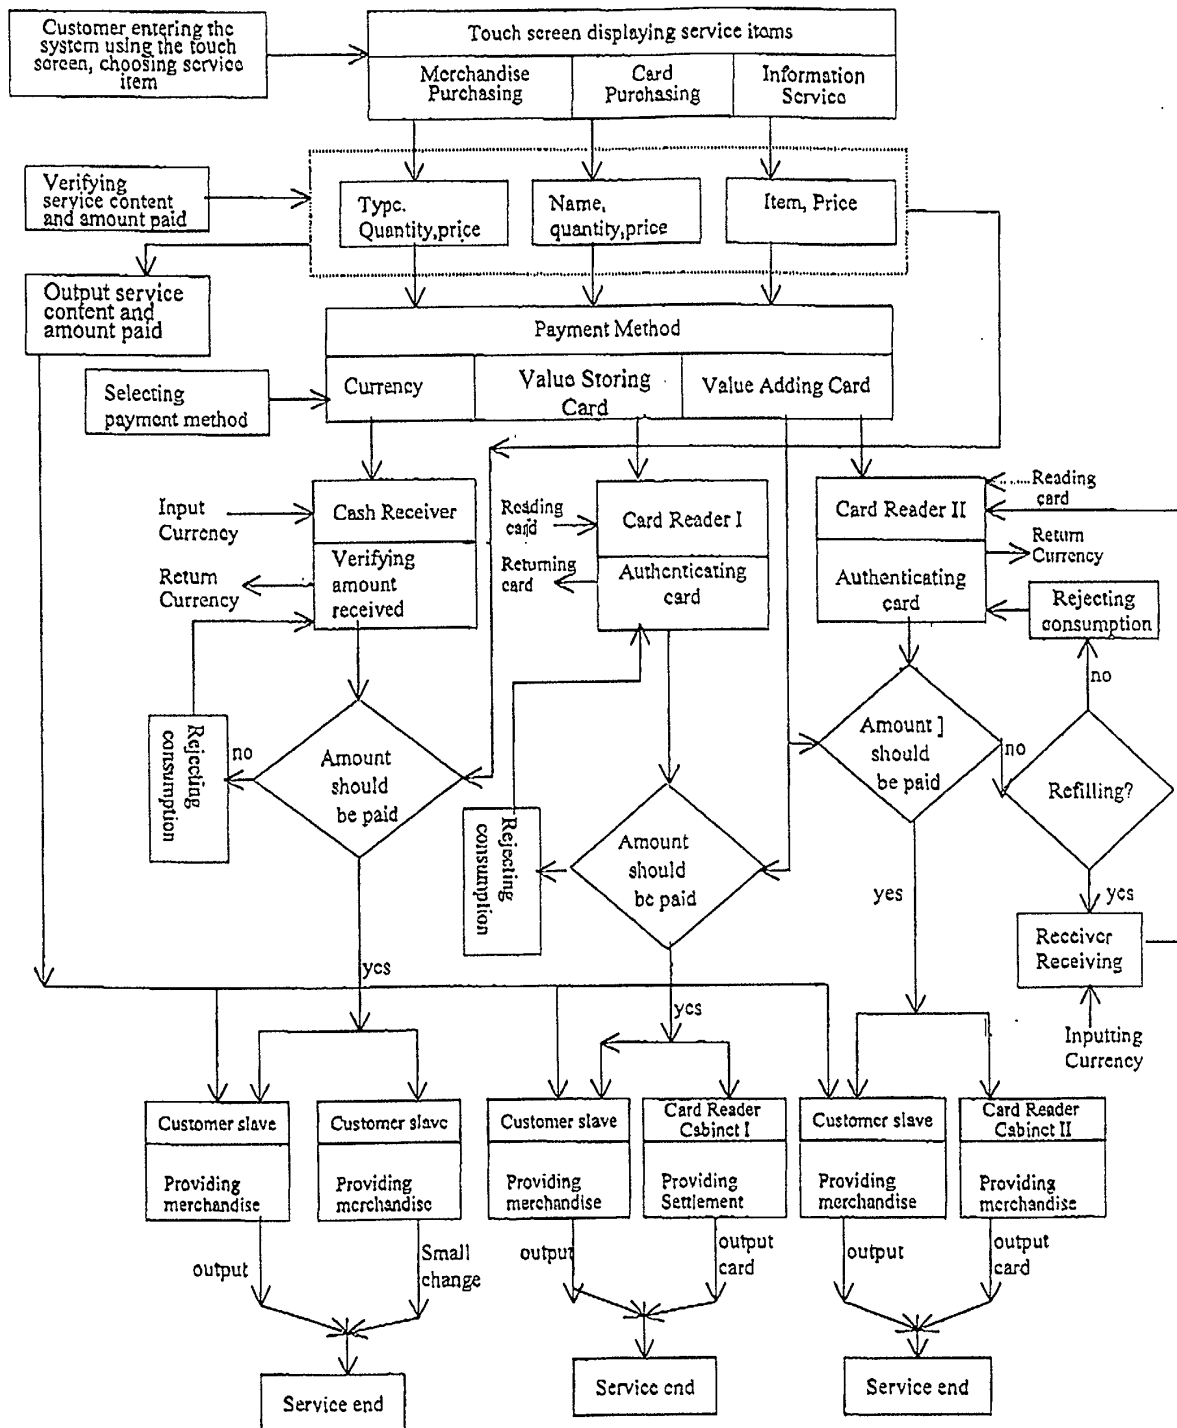 Customer entering the
system using the touch
screen, choosing service
item
Touch screen displaying service items
Merchandise
Purchasing
Card
Purchasing
Information
Service
Verifying
service content
and amount paid
Type.
Quantity,price
Name,
quantity,price
Item, Price
Output service
content and
amount paid
Payment Method
Selecting
payment method
Currency
Value Storing
Card
Value Adding Card
Input
Currency
Cash Receiver
Reading
card
Card Reader I
Card Reader II
Reading
card
Return
Currency
Verifying
amount
received
Returning
card
Authenticating
card
Authenticating
card
Return
Currency
Rejecting
consumption
no
Rejecting
consumption
no
Amount
should
be paid
Rejecting
consumption
Amount
should
be paid
Amount ]
should
be paid
no
Refilling?
yes
yes
Receiver
Receiving
yes
yes
Inputting
Currency
Customer slave
Providing
merchandise
Customer slave
Providing
merchandise
Customer slave
Providing
merchandise
Card Reader
Cabinet I
Providing
Settlement
Customer slave
Providing
merchandise
Card Reader
Cabinet II
Providing
merchandise
output
Small
change
output
output
card
output
output
card
Service end
Service end
Service end